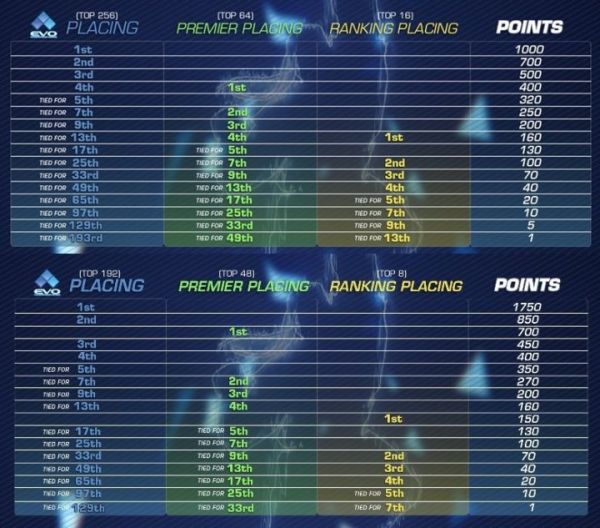 (TOP 256) (TOP 64) (TOP 16)
EVO PLACING PREMIER PLACING RANKING PLACING POINTS
1st 1000
2nd 700
3rd 500
4th 1st 400
TIED FOR 5th 320
TIED FOR 7th 2nd 250
TIED FOR 9th 3rd 200
TIED FOR 13th 4th 1st 160
TIED FOR 17th TIED FOR 5th 130
TIED FOR 25th TIED FOR 7th 2nd 100
TIED FOR 33rd TIED FOR 9th 3rd 70
TIED FOR 49th TIED FOR 13th 4th 40
TIED FOR 65th TIED FOR 17th TIED FOR 5th 20
TIED FOR 97th TIED FOR 25th TIED FOR 7th 10
TIED FOR 129th TIED FOR 33rd TIED FOR 9th 5
TIED FOR 193rd TIED FOR 49th TIED FOR 13th 1
(TOP 192) (TOP 48) (TOP 8)
EVO PLACING PREMIER PLACING RANKING PLACING POINTS
1st 1750
2nd 850
1st 700
3rd 450
4th 400
TIED FOR 5th 350
TIED FOR 7th 2nd 270
TIED FOR 9th 3rd 200
TIED FOR 13th 4th 160
1st 150
TIED FOR 17th TIED FOR 5th 130
TIED FOR 25th TIED FOR 7th 100
TIED FOR 33rd TIED FOR 9th 2nd 70
TIED FOR 49th TIED FOR 13th 3rd 40
TIED FOR 65th TIED FOR 17th 4th 20
TIED FOR 97th TIED FOR 25th TIED FOR 5th 10
TIED FOR 129th TIED FOR 33rd TIED FOR 7th 1